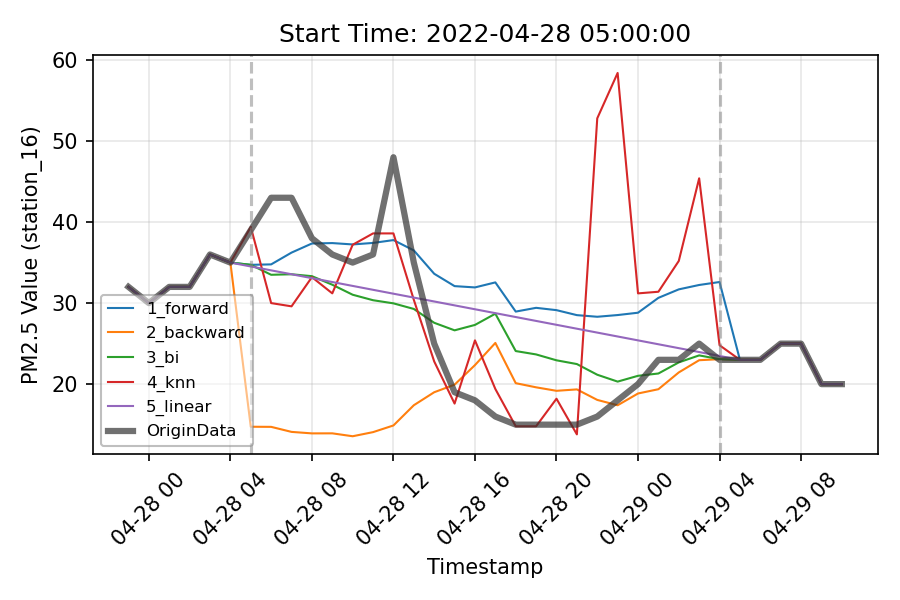 Start Time: 2022-04-28 05:00:00
60
50
40
30
20
PM2.5 Value (station_16)
1_forward
2_backward
3_bi
4_knn
5_linear
OriginData
04-28 00
04-28 04
04-28 08
04-28 12
04-28 16
04-28 20
04-29 00
04-29 04
04-29 08
Timestamp